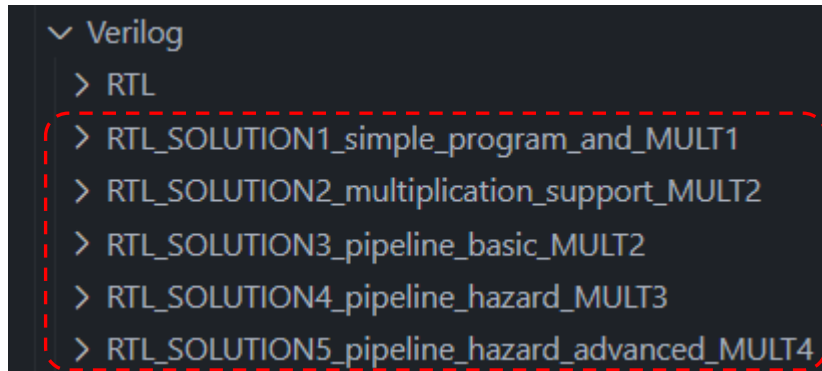 Verilog
RTL
RTL_SOLUTION1_simple_program_and_MULT1
RTL_SOLUTION2_multiplication_support_MULT2
RTL_SOLUTION3_pipeline_basic_MULT2
RTL_SOLUTION4_pipeline_hazard_MULT3
RTL_SOLUTION5_pipeline_hazard_advanced_MULT4